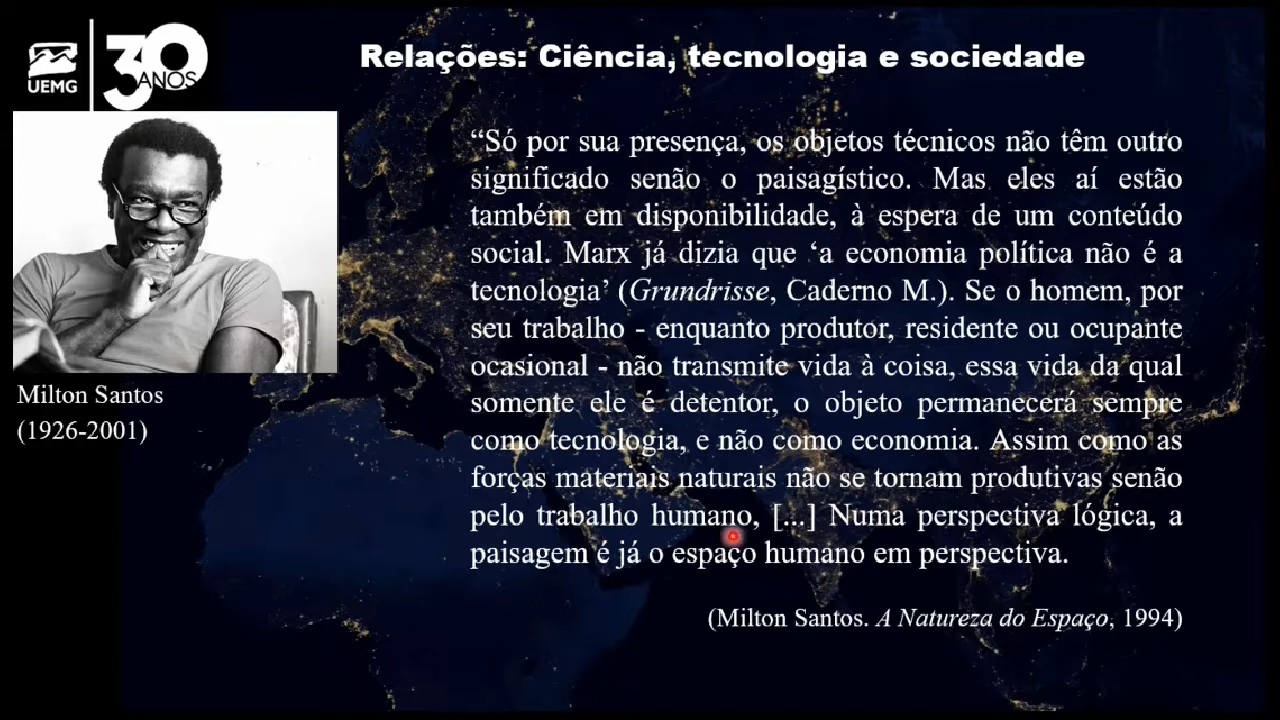 UEMG
30
ANOS
Relações: Ciência, tecnologia e sociedade
“Só por sua presença, os objetos técnicos não têm outro
significado senão o paisagístico. Mas eles aí estão
também em disponibilidade, à espera de um conteúdo
social. Marx já dizia que ‘a economia política não é a
tecnologia’ (Grundrisse, Caderno M.). Se o homem, por
seu trabalho - enquanto produtor, residente ou ocupante
ocasional - não transmite vida à coisa, essa vida da qual
somente ele é detentor, o objeto permanecerá sempre
como tecnologia, e não como economia. Assim como as
forças materiais naturais não se tornam produtivas senão
pelo trabalho humano, [...] Numa perspectiva lógica, a
paisagem é já o espaço humano em perspectiva.
(Milton Santos. A Natureza do Espaço, 1994)
Milton Santos
(1926-2001)